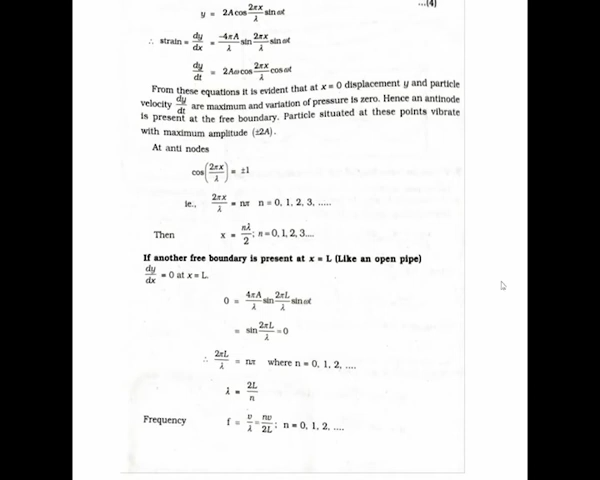 ...(4)
y = 2A cos 2πx/λ sin ωt
∴ strain = dy/dx = -4πA/λ sin 2πx/λ sin ωt
dy/dt = 2Aω cos 2πx/λ cos ωt
From these equations it is evident that at x = 0 displacement y and particle
velocity dy/dt are maximum and variation of pressure is zero. Hence an antinode
is present at the free boundary. Particle situated at these points vibrate
with maximum amplitude (±2A).
At anti nodes
cos(2πx/λ) = ±1
ie., 2πx/λ = nπ n = 0, 1, 2, 3, .....
Then x = nλ/2; n = 0, 1, 2, 3....
If another free boundary is present at x = L (Like an open pipe)
dy/dx = 0 at x = L.
0 = 4πA/λ sin 2πL/λ sin ωt
= sin 2πL/λ = 0
∴ 2πL/λ = nπ where n = 0, 1, 2, ....
λ = 2L/n
Frequency f = υ/λ = nυ/2L; n = 0, 1, 2, ....